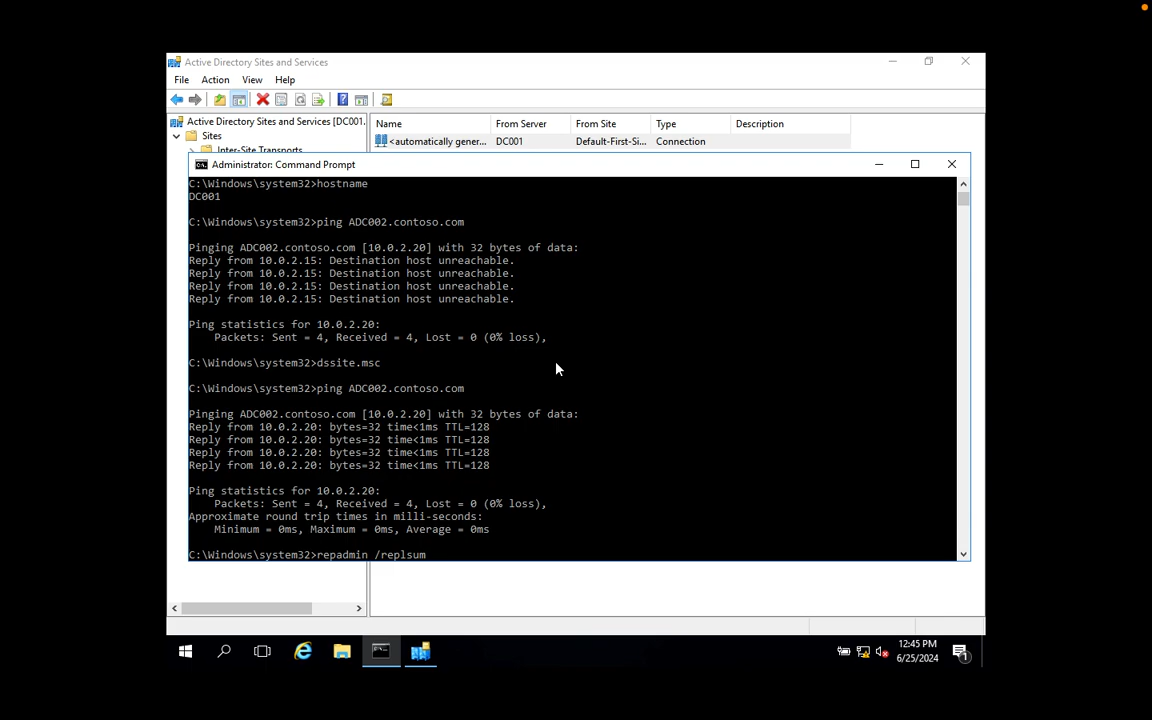 Active Directory Sites and Services
File Action View Help
Active Directory Sites and Services [DC001.
Sites
Inter-Site Transports
Name From Server From Site Type Description
<automatically gener... DC001 Default-First-Si... Connection
Administrator: Command Prompt
C:\Windows\system32>hostname
DC001
C:\Windows\system32>ping ADC002.contoso.com
Pinging ADC002.contoso.com [10.0.2.20] with 32 bytes of data:
Reply from 10.0.2.15: Destination host unreachable.
Reply from 10.0.2.15: Destination host unreachable.
Reply from 10.0.2.15: Destination host unreachable.
Reply from 10.0.2.15: Destination host unreachable.
Ping statistics for 10.0.2.20:
Packets: Sent = 4, Received = 4, Lost = 0 (0% loss),
C:\Windows\system32>dssite.msc
C:\Windows\system32>ping ADC002.contoso.com
Pinging ADC002.contoso.com [10.0.2.20] with 32 bytes of data:
Reply from 10.0.2.20: bytes=32 time<1ms TTL=128
Reply from 10.0.2.20: bytes=32 time<1ms TTL=128
Reply from 10.0.2.20: bytes=32 time<1ms TTL=128
Reply from 10.0.2.20: bytes=32 time<1ms TTL=128
Ping statistics for 10.0.2.20:
Packets: Sent = 4, Received = 4, Lost = 0 (0% loss),
Approximate round trip times in milli-seconds:
Minimum = 0ms, Maximum = 0ms, Average = 0ms
C:\Windows\system32>repadmin /replsum
12:45 PM
6/25/2024
1